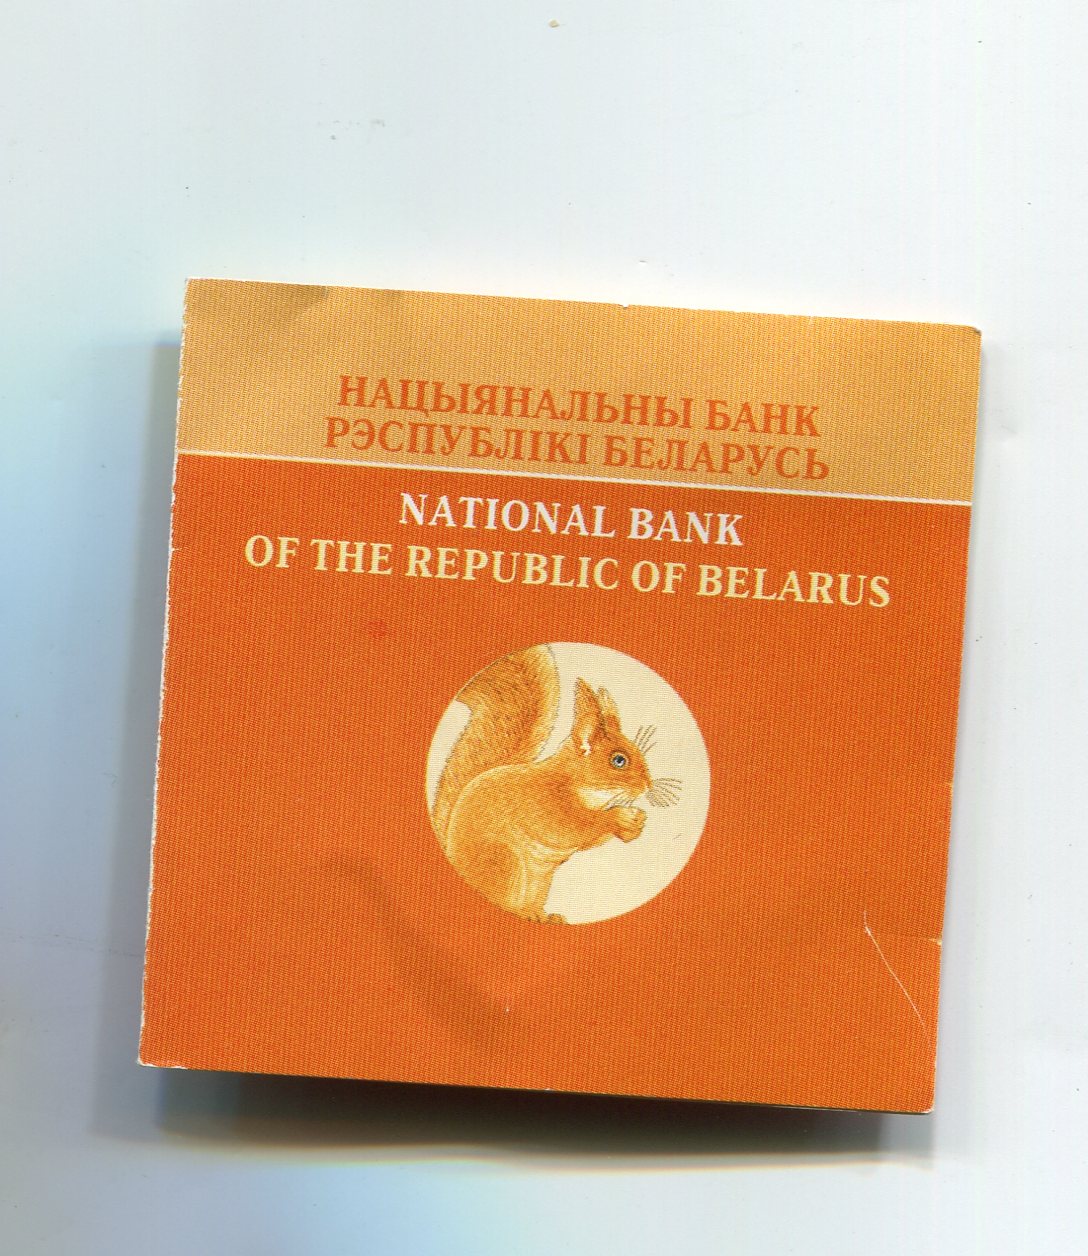 НАЦЫЯНАЛЬНЫ БАНК
РЭСПУБЛІКІ БЕЛАРУСЬ
NATIONAL BANK
OF THE REPUBLIC OF BELARUS